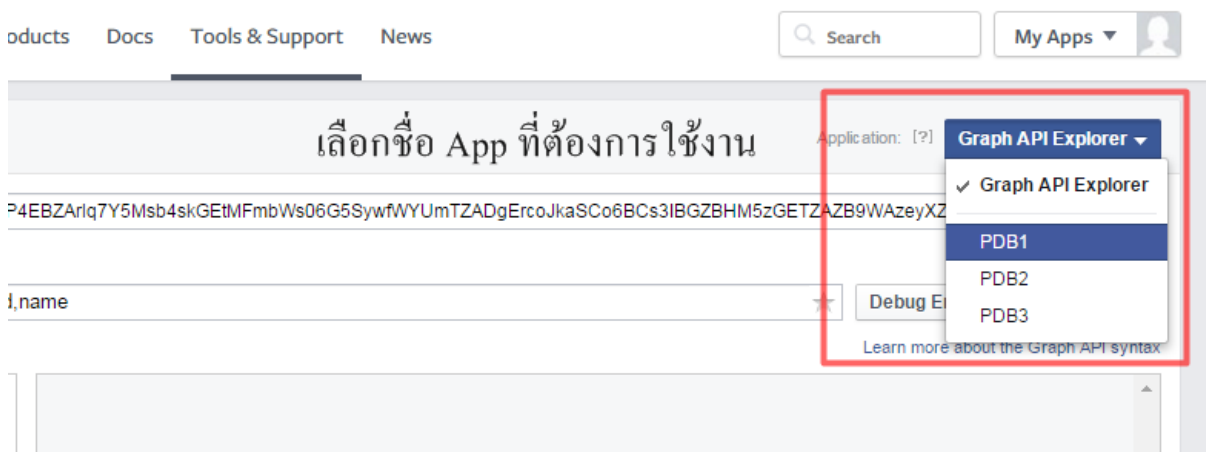 oducts Docs Tools & Support News Search My Apps
เลือกชื่อ App ที่ต้องการใช้งาน Application: [?] Graph API Explorer
Graph API Explorer
P4EBZArlq7Y5Msb4skGEtMFmbWs06G5SywfWYUmTZADgErcoJkaSCo6BCs3IBGZBHM5zGETZAZB9WAzeyXZ
PDB1
PDB2
d,name Debug E
PDB3
Learn more about the Graph API syntax